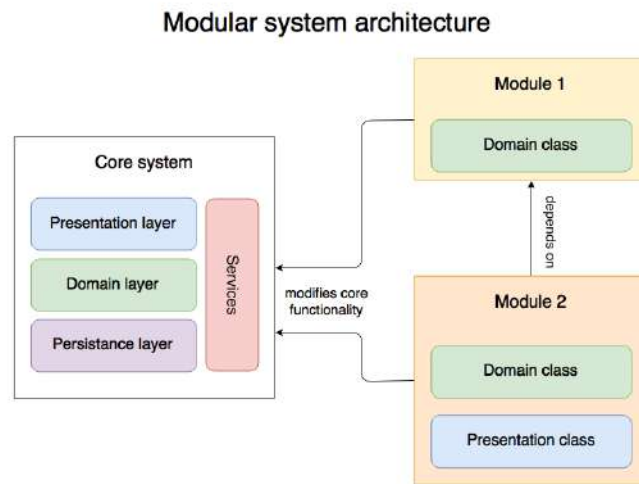 Modular system architecture
Module 1
Domain class
Core system
Presentation layer
Domain layer
Persistance layer
Services
modifies core
functionality
depends on
Module 2
Domain class
Presentation class